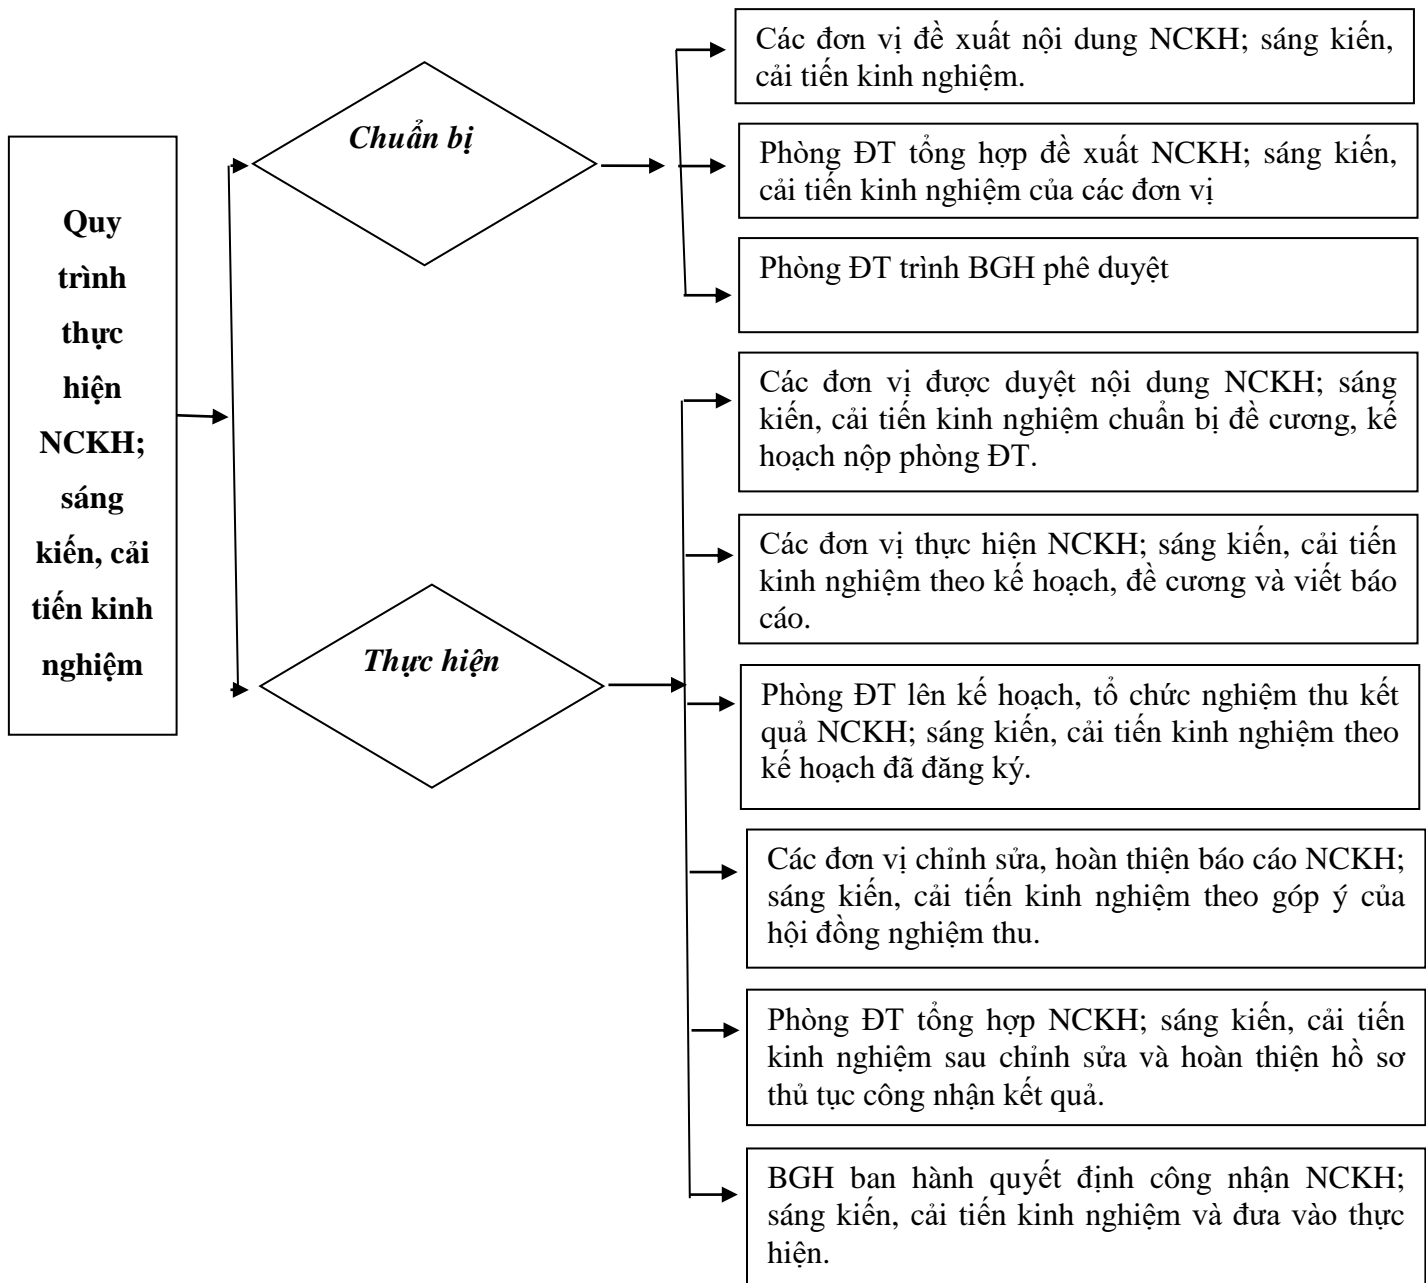 Quy
trình
thực
hiện
NCKH;
sáng
kiến, cải
tiến kinh
nghiệm
Chuẩn bị
Các đơn vị đề xuất nội dung NCKH; sáng kiến,
cải tiến kinh nghiệm.
Phòng ĐT tổng hợp đề xuất NCKH; sáng kiến,
cải tiến kinh nghiệm của các đơn vị
Phòng ĐT trình BGH phê duyệt
Thực hiện
Các đơn vị được duyệt nội dung NCKH; sáng
kiến, cải tiến kinh nghiệm chuẩn bị đề cương, kế
hoạch nộp phòng ĐT.
Các đơn vị thực hiện NCKH; sáng kiến, cải tiến
kinh nghiệm theo kế hoạch, đề cương và viết báo
cáo.
Phòng ĐT lên kế hoạch, tổ chức nghiệm thu kết
quả NCKH; sáng kiến, cải tiến kinh nghiệm theo
kế hoạch đã đăng ký.
Các đơn vị chỉnh sửa, hoàn thiện báo cáo NCKH;
sáng kiến, cải tiến kinh nghiệm theo góp ý của
hội đồng nghiệm thu.
Phòng ĐT tổng hợp NCKH; sáng kiến, cải tiến
kinh nghiệm sau chỉnh sửa và hoàn thiện hồ sơ
thủ tục công nhận kết quả.
BGH ban hành quyết định công nhận NCKH;
sáng kiến, cải tiến kinh nghiệm và đưa vào thực
hiện.